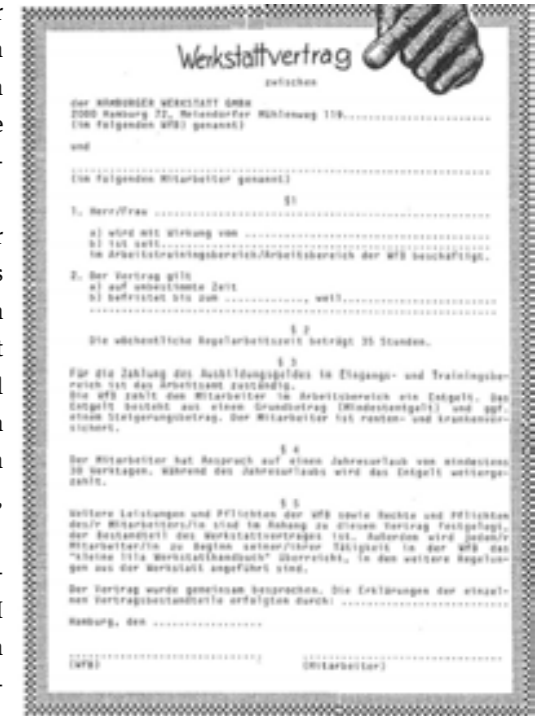 Werkstattvertrag
zwischen
der HAMBURGER WERKSTATT GMBH
2000 Hamburg 72, Meiendorfer Mühlenweg 119......................
(im folgenden WfB) genannt)
und
(im folgenden Mitarbeiter genannt)
§1
1. Herr/Frau
a) wird mit Wirkung vom
b) ist seit
im Arbeitstrainingsbereich/Arbeitsbereich der WfB beschäftigt.
2. Der Vertrag gilt
a) auf unbestimmte Zeit
b) befristet bis zum ............, weil
§ 2
Die wöchentliche Regelarbeitszeit beträgt 35 Stunden.
§ 3
Für die Zahlung des Ausbildungsgeldes im Eingangs- und Trainingsbe-
reich ist das Arbeitsamt zuständig.
Die WfB zahlt dem Mitarbeiter im Arbeitsbereich ein Entgelt. Das
Entgelt besteht aus einem Grundbetrag (Mindestentgelt) und ggf.
einem Steigerungsbetrag. Der Mitarbeiter ist renten- und krankenver-
sichert.
§ 4
Der Mitarbeiter hat Anspruch auf einen Jahresurlaub von mindestens
30 Werktagen. Während des Jahresurlaubs wird das Entgelt weiterge-
zahlt.
§ 5
Weitere Leistungen und Pflichten der WfB sowie Rechte und Pflichten
des/r Mitarbeiters/in sind im Anhang zu diesem Vertrag festgelegt,
der Bestandteil des Werkstattvertrages ist. Außerdem wird jedem/r
Mitarbeiter/in zu Beginn seiner/ihrer Tätigkeit in der WfB das
"kleine lila Werkstatthandbuch" überreicht, in dem weitere Regelun-
gen aus der Werkstatt angeführt sind.
Der Vertrag wurde gemeinsam besprochen. Die Erklärungen der einzel-
nen Vertragsbestandteile erfolgten durch:
Hamburg, den
(WfB) (Mitarbeiter)